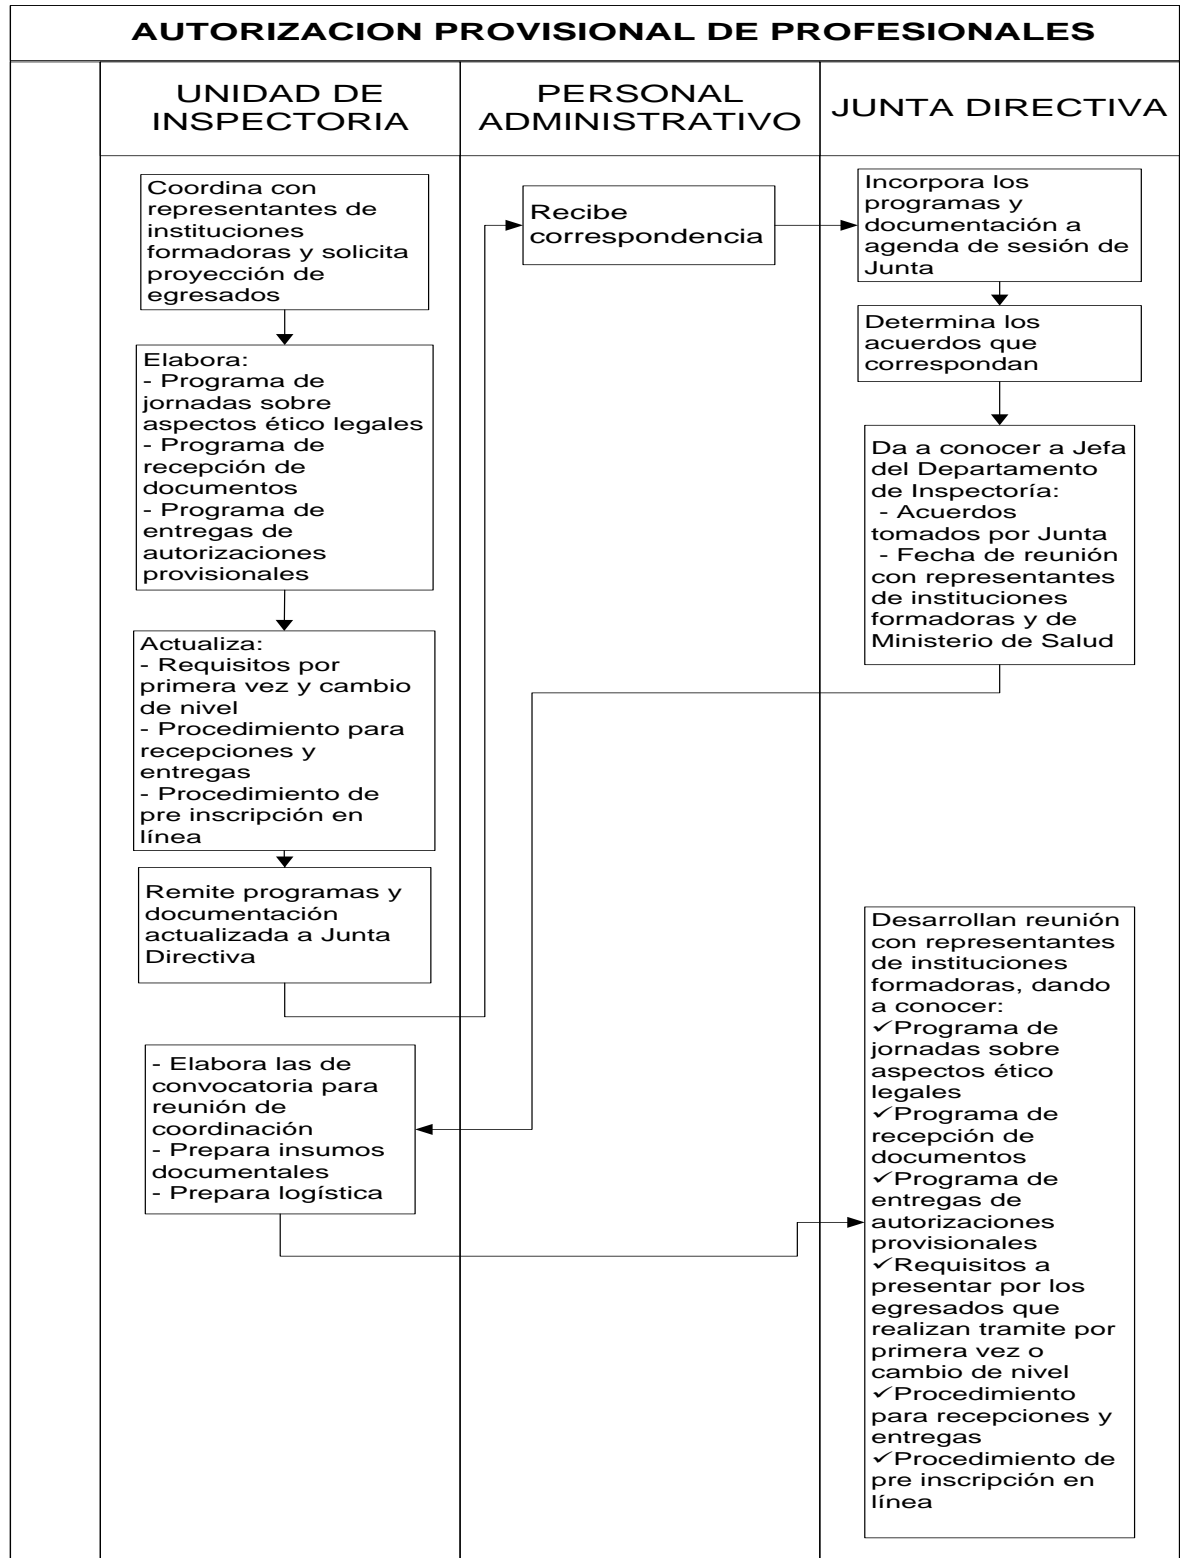 AUTORIZACION PROVISIONAL DE PROFESIONALES
UNIDAD DE
INSPECTORIA
PERSONAL
ADMINISTRATIVO
JUNTA DIRECTIVA
Coordina con
representantes de
instituciones
formadoras y solicita
proyección de
egresados
Elabora:
- Programa de
jornadas sobre
aspectos ético legales
- Programa de
recepción de
documentos
- Programa de
entregas de
autorizaciones
provisionales
Actualiza:
- Requisitos por
primera vez y cambio
de nivel
- Procedimiento para
recepciones y
entregas
- Procedimiento de
pre inscripción en
línea
Remite programas y
documentación
actualizada a Junta
Directiva
Recibe
correspondencia
Incorpora los
programas y
documentación a
agenda de sesión de
Junta
Determina los
acuerdos que
correspondan
Da a conocer a Jefa
del Departamento
de Inspectoría:
- Acuerdos
tomados por Junta
- Fecha de reunión
con representantes
de instituciones
formadoras y de
Ministerio de Salud
- Elabora las de
convocatoria para
reunión de
coordinación
- Prepara insumos
documentales
- Prepara logística
Desarrollan reunión
con representantes
de instituciones
formadoras, dando
a conocer:
✓Programa de
jornadas sobre
aspectos ético
legales
✓Programa de
recepción de
documentos
✓Programa de
entregas de
autorizaciones
provisionales
✓Requisitos a
presentar por los
egresados que
realizan tramite por
primera vez o
cambio de nivel
✓Procedimiento
para recepciones y
entregas
✓Procedimiento de
pre inscripción en
línea